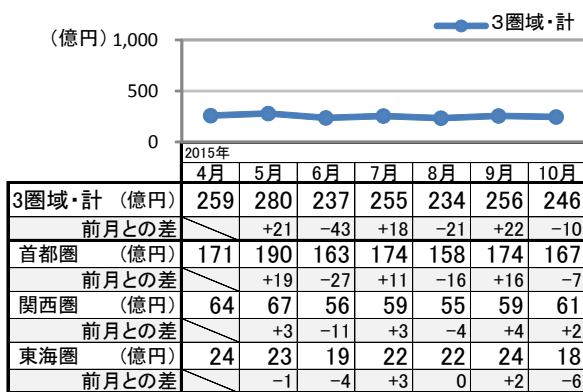 3圏域・計
(億円) 1,000
500
0
2015年
4月 5月 6月 7月 8月 9月 10月
3圏域・計 (億円) 259 280 237 255 234 256 246
前月との差 +21 −43 +18 −21 +22 −10
首都圏 (億円) 171 190 163 174 158 174 167
前月との差 +19 −27 +11 −16 +16 −7
関西圏 (億円) 64 67 56 59 55 59 61
前月との差 +3 −11 +3 −4 +4 +2
東海圏 (億円) 24 23 19 22 22 24 18
前月との差 −1 −4 +3 0 +2 −6